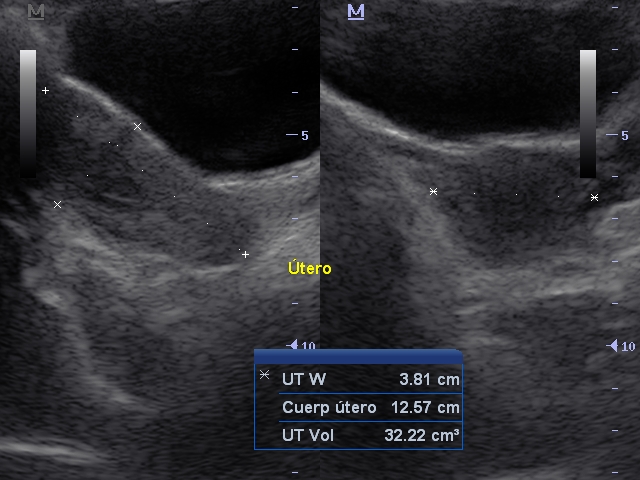 M
M
5
5
Útero
10
10
UT W 3.81 cm
Cuerp útero 12.57 cm
UT Vol 32.22 cm³